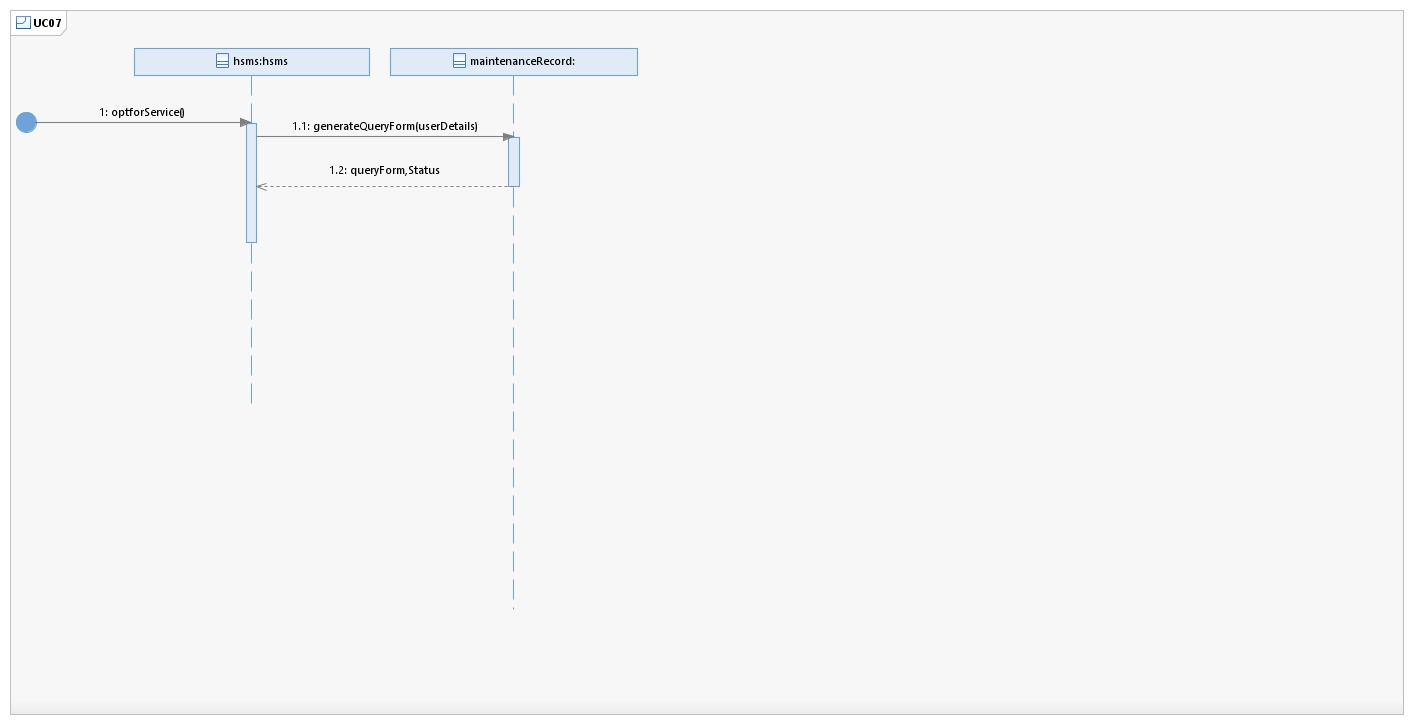 UC07
hsms:hsms
maintenanceRecord:
1: optforService()
1.1: generateQueryForm(userDetails)
1.2: queryForm,Status